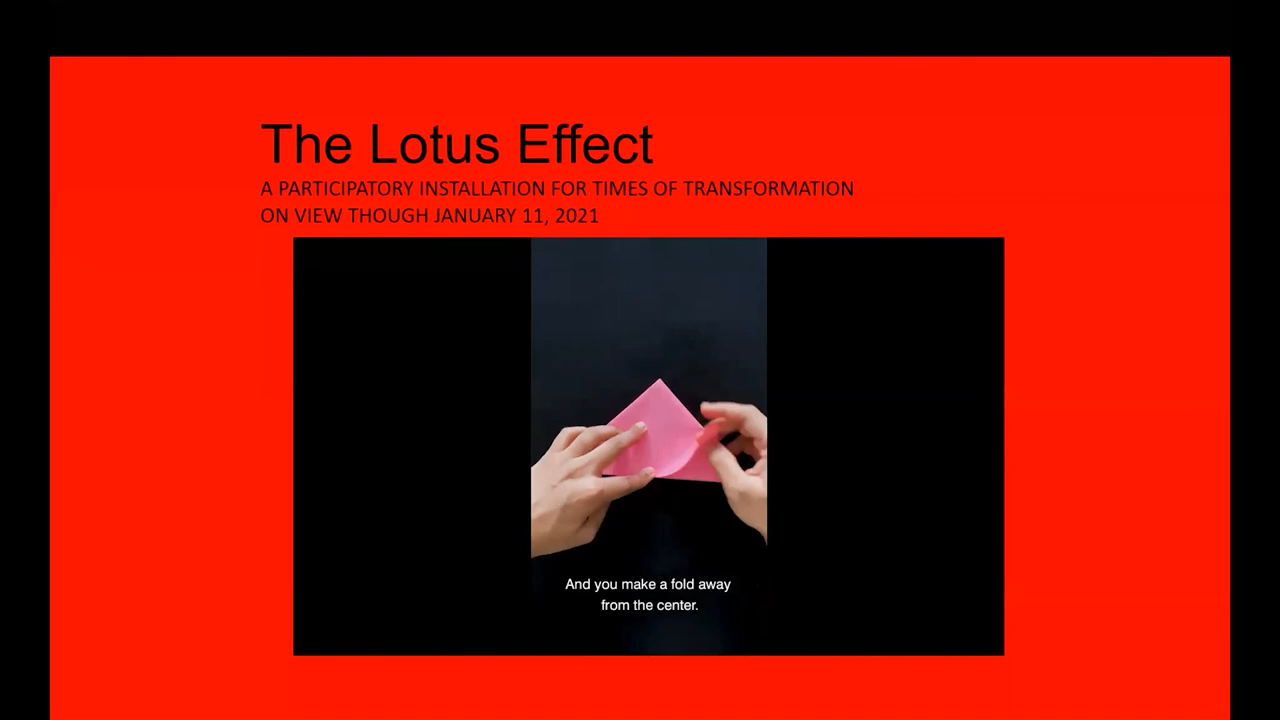 The Lotus Effect
A PARTICIPATORY INSTALLATION FOR TIMES OF TRANSFORMATION
ON VIEW THOUGH JANUARY 11, 2021
And you make a fold away
from the center.